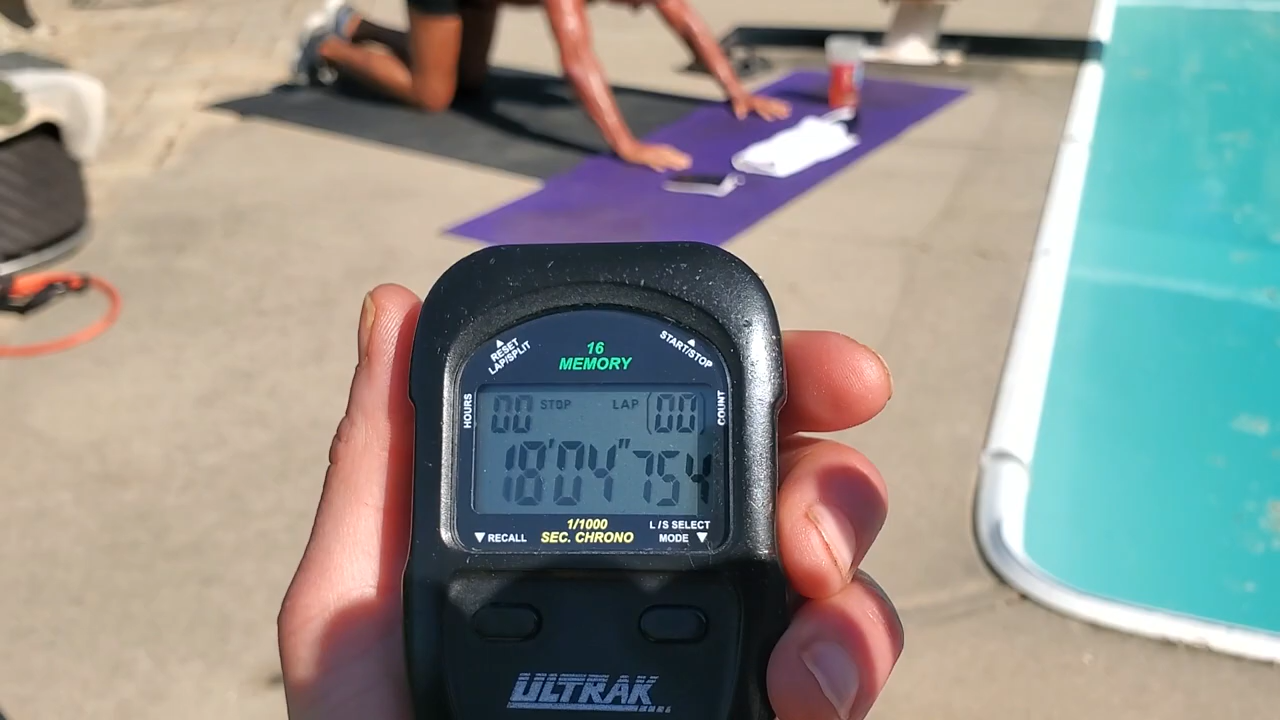 RESET
LAP/SPLIT
16
MEMORY
START/STOP
HOURS
00 STOP LAP 00
COUNT
18'04"754
1/1000
SEC. CHRONO
▼ RECALL
L / S SELECT
MODE ▼
ULTRAK